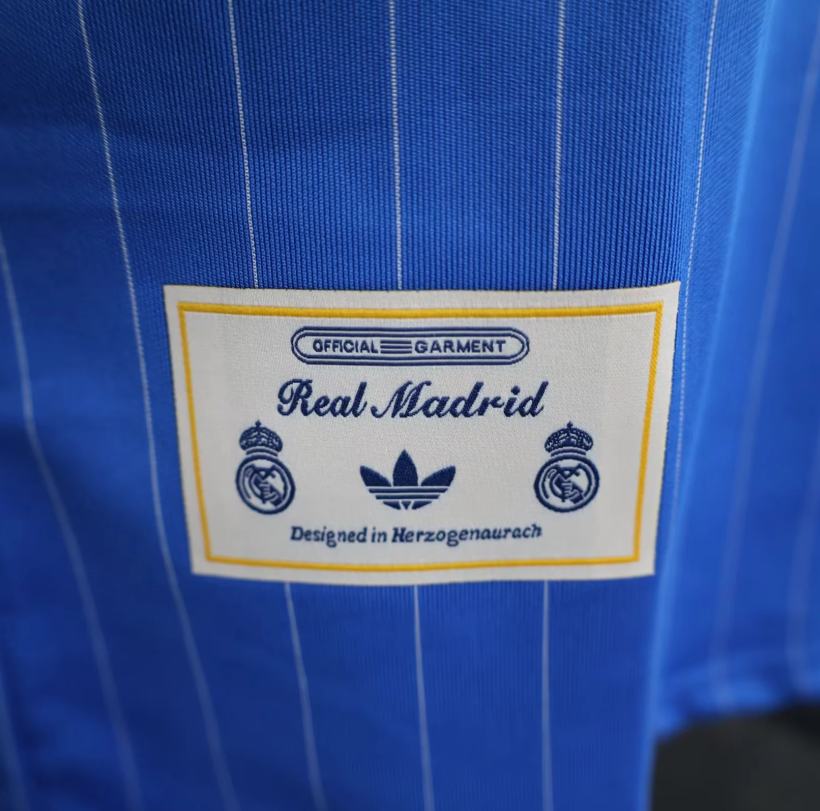 OFFICIAL GARMENT
Real Madrid
Designed in Herzogenaurach